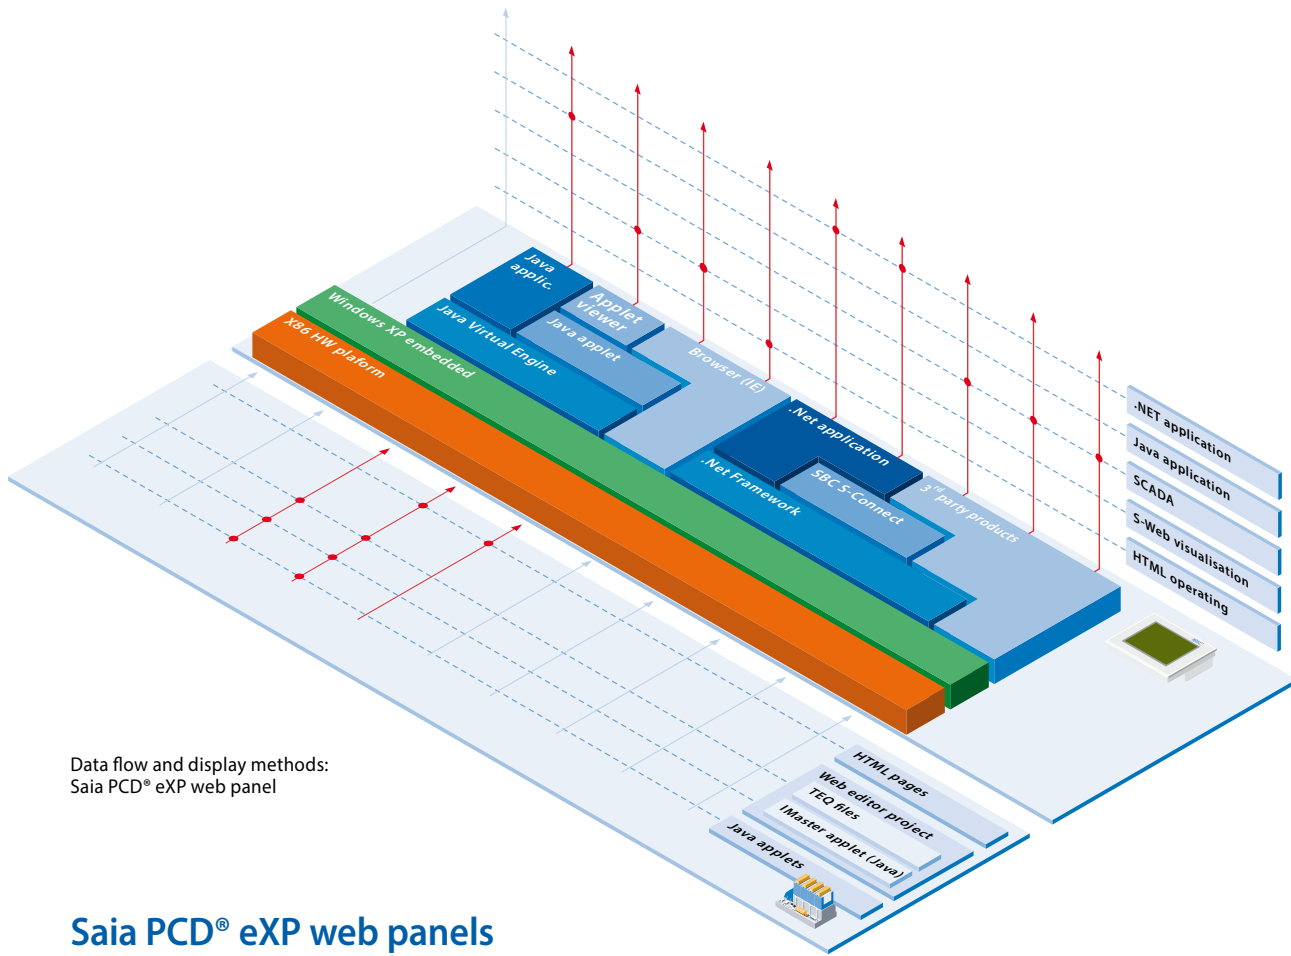 Java
applic.
Applet
viewer
Windows XP embedded
Java Virtual Engine
Java applet
Browser (IE)
X86 HW plaform
.Net application
.Net Framework
SBC S-Connect
3rd party products
.NET application
Java application
SCADA
S-Web visualisation
HTML operating
Data flow and display methods:
Saia PCD® eXP web panel
HTML pages
Web editor project
TEQ files
IMaster applet (Java)
Java applets
Saia PCD® eXP web panels